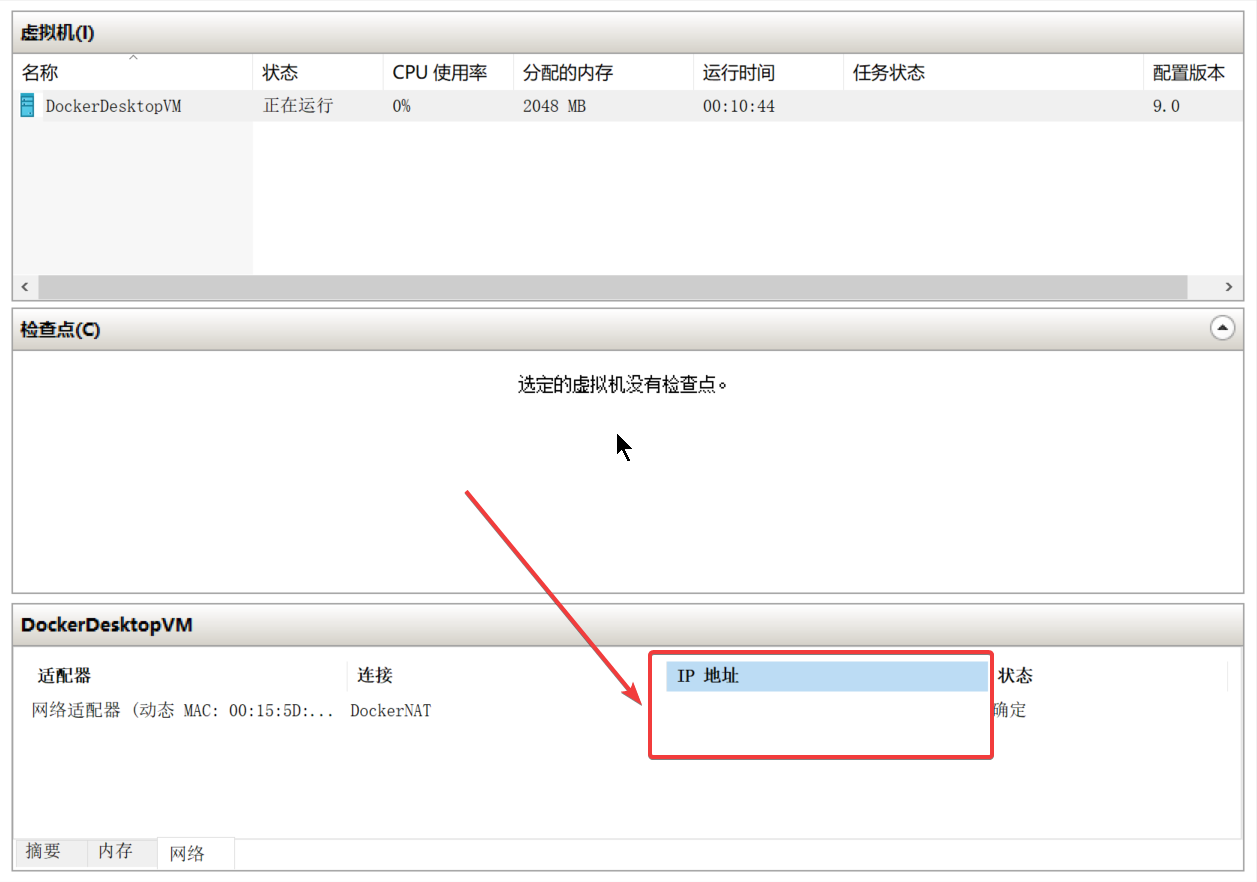 虚拟机(I)
名称 状态 CPU 使用率 分配的内存 运行时间 任务状态 配置版本
DockerDesktopVM 正在运行 0% 2048 MB 00:10:44 9.0
检查点(C)
选定的虚拟机没有检查点。
DockerDesktopVM
适配器 连接 IP 地址 状态
网络适配器 (动态 MAC: 00:15:5D:... DockerNAT 确定
摘要 内存 网络